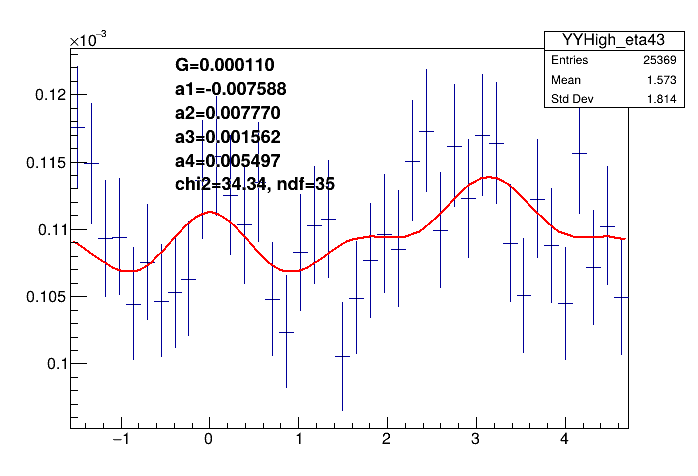 ×10⁻³
YYHigh_eta43
Entries 25369
Mean 1.573
Std Dev 1.814
G=0.000110
a1=-0.007588
a2=0.007770
a3=0.001562
a4=0.005497
chi2=34.34, ndf=35
0.12
0.115
0.11
0.105
0.1
−1 0 1 2 3 4